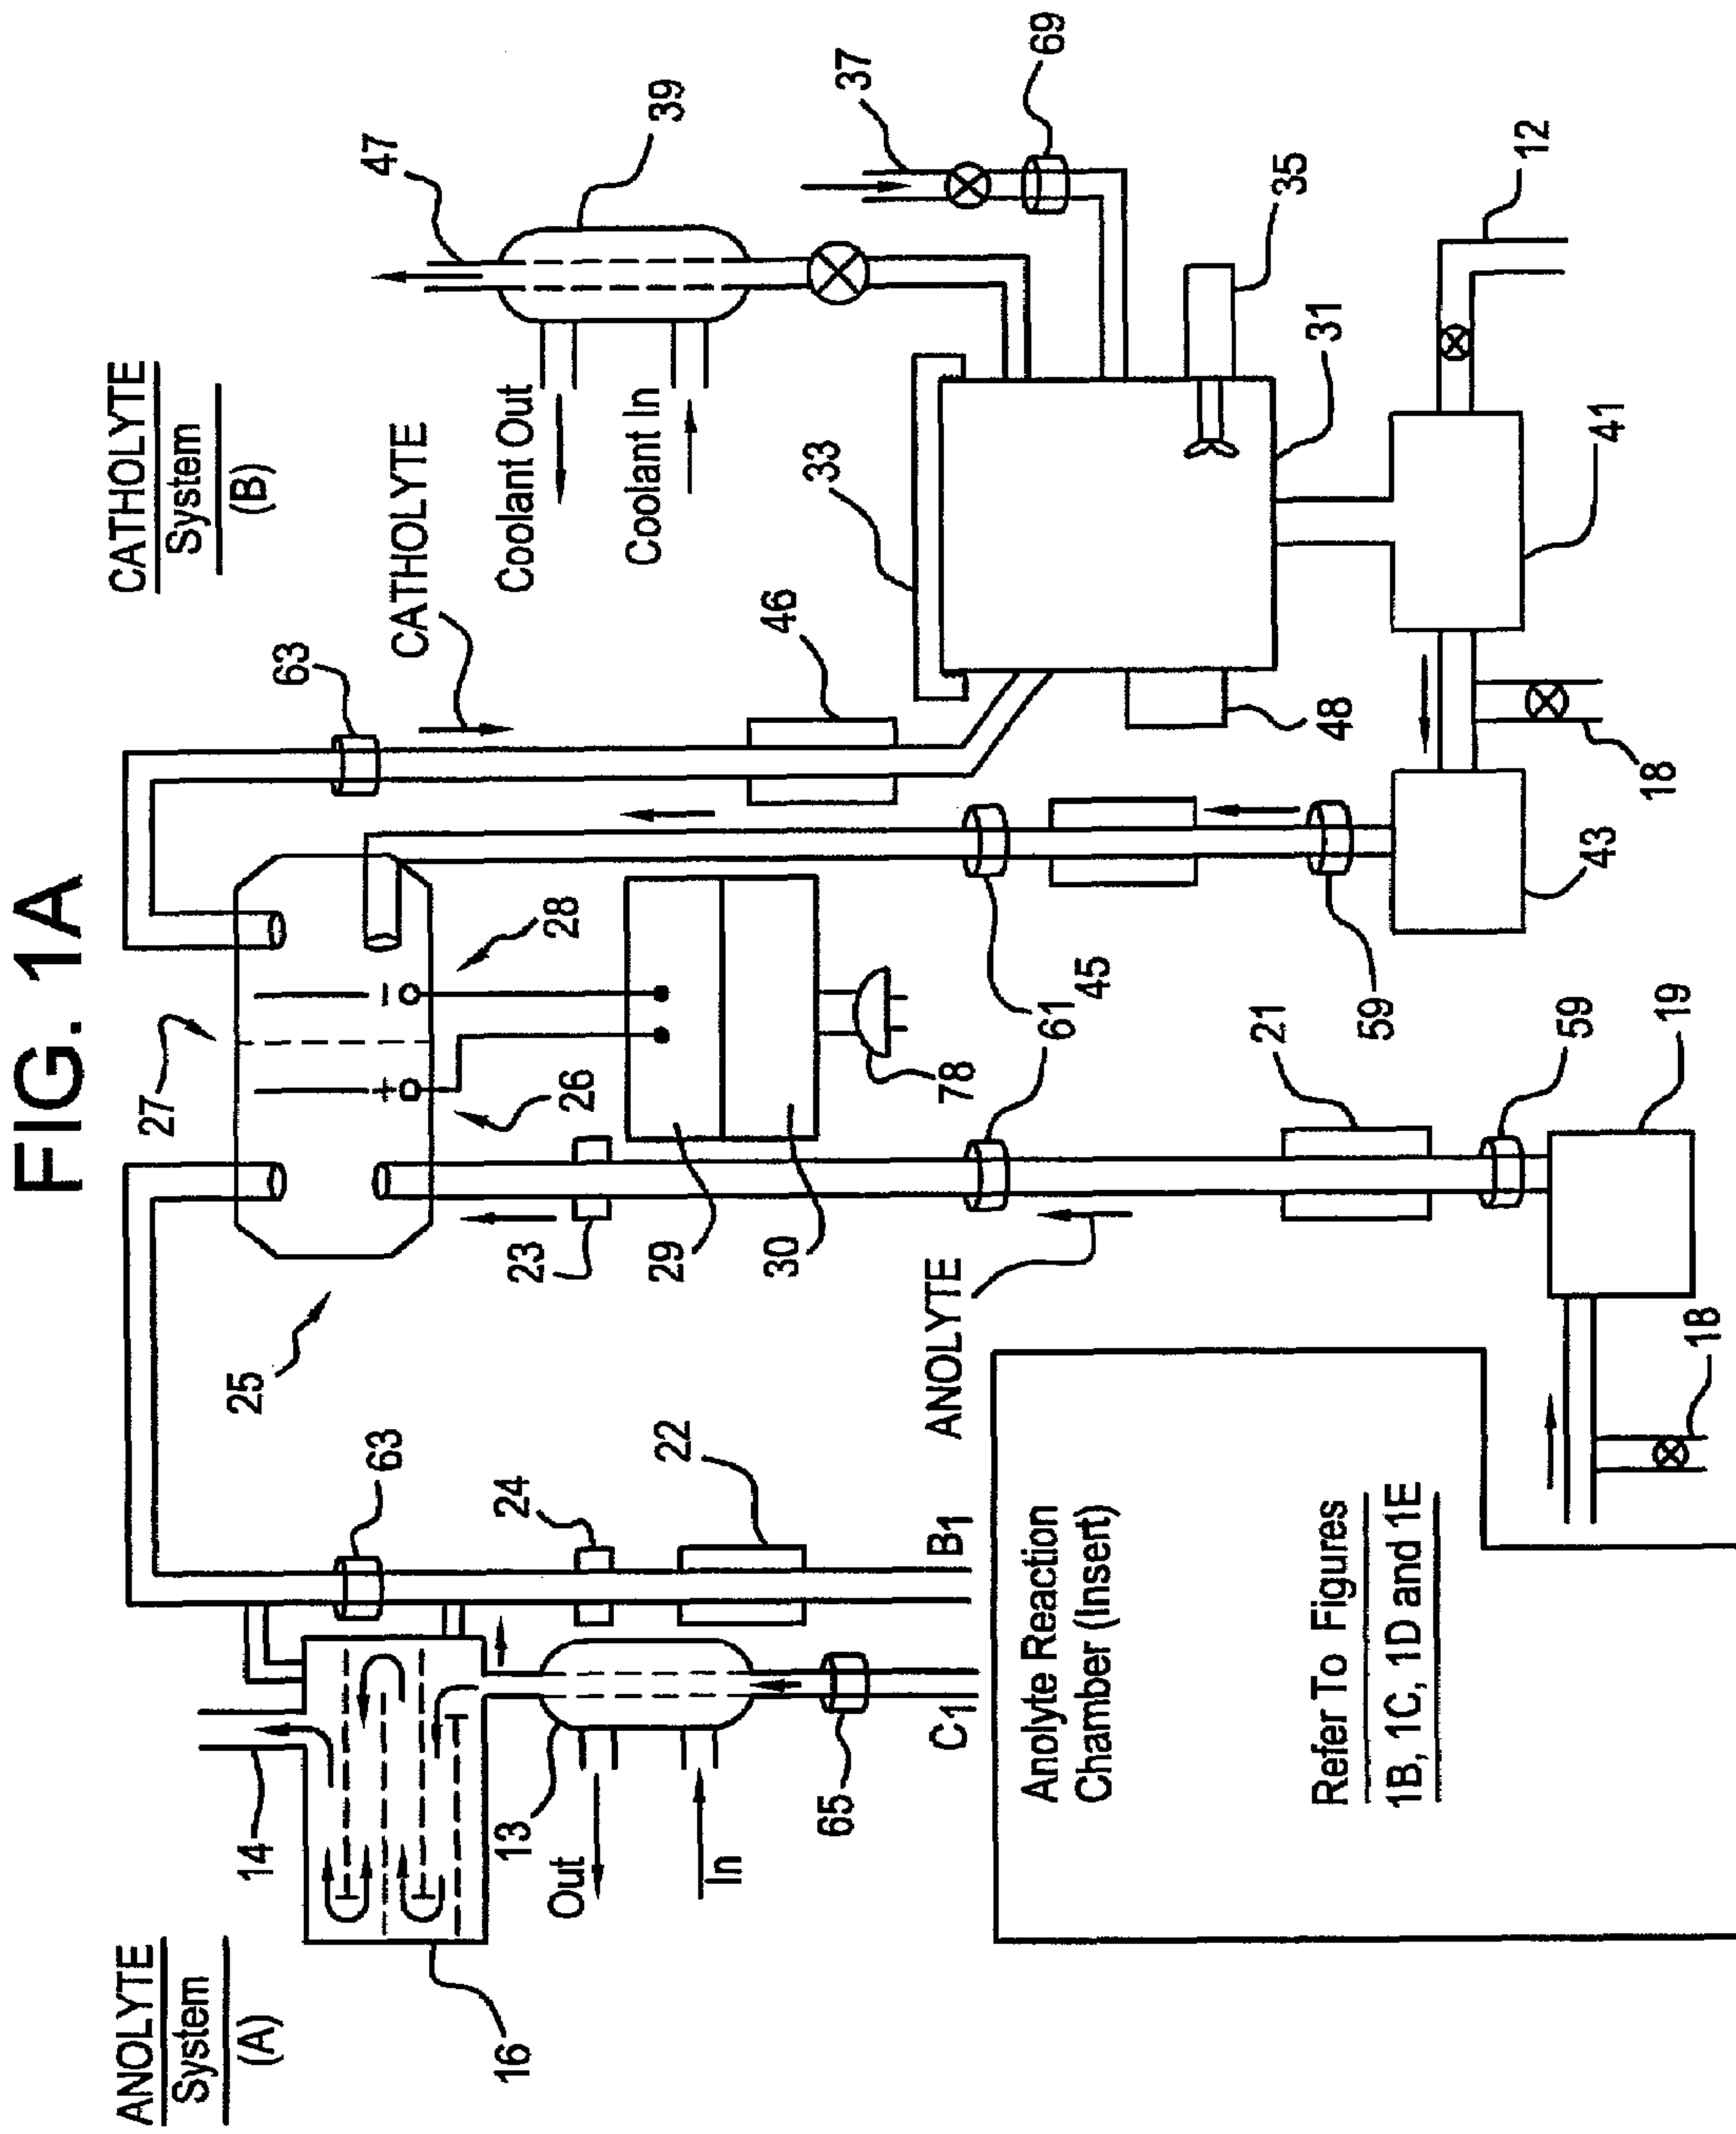 FIG. 1A
ANOLYTE
System
(A)
CATHOLYTE
System
(B)
14
16
13
Out
In
65
C1
63
24
22
B1
25
27
26
28
23
29
30
78
61
45
59
ANOLYTE
21
59
19
18
63
CATHOLYTE
46
47
39
Coolant Out
Coolant In
37
69
33
35
31
48
12
41
18
43
Anolyte Reaction
Chamber (Insert)
Refer To Figures
1B, 1C, 1D and 1E